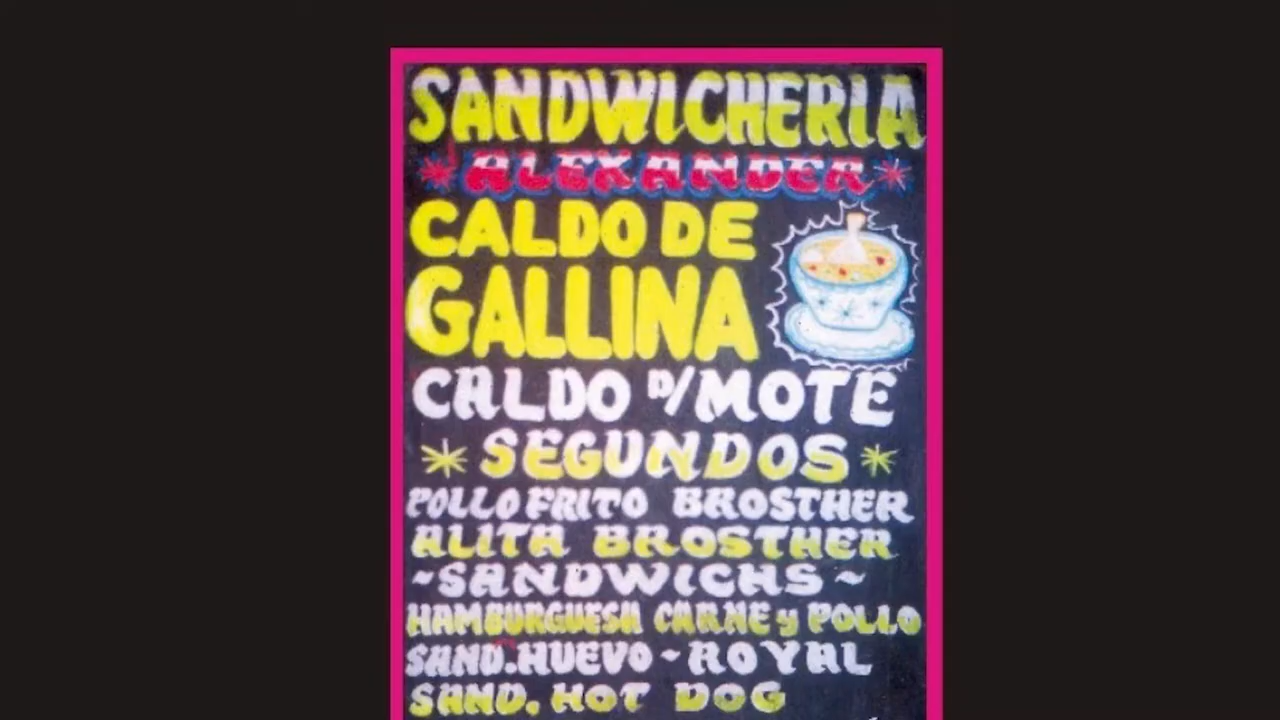 SANDWICHERIA
ALEXANDER
CALDO DE
GALLINA
CALDO D/MOTE
SEGUNDOS
POLLO FRITO BROSTHER
ALITA BROSTHER
~SANDWICHS~
HAMBURGUESA CARNE y POLLO
SAND.HUEVO-ROYAL
SAND. HOT DOG